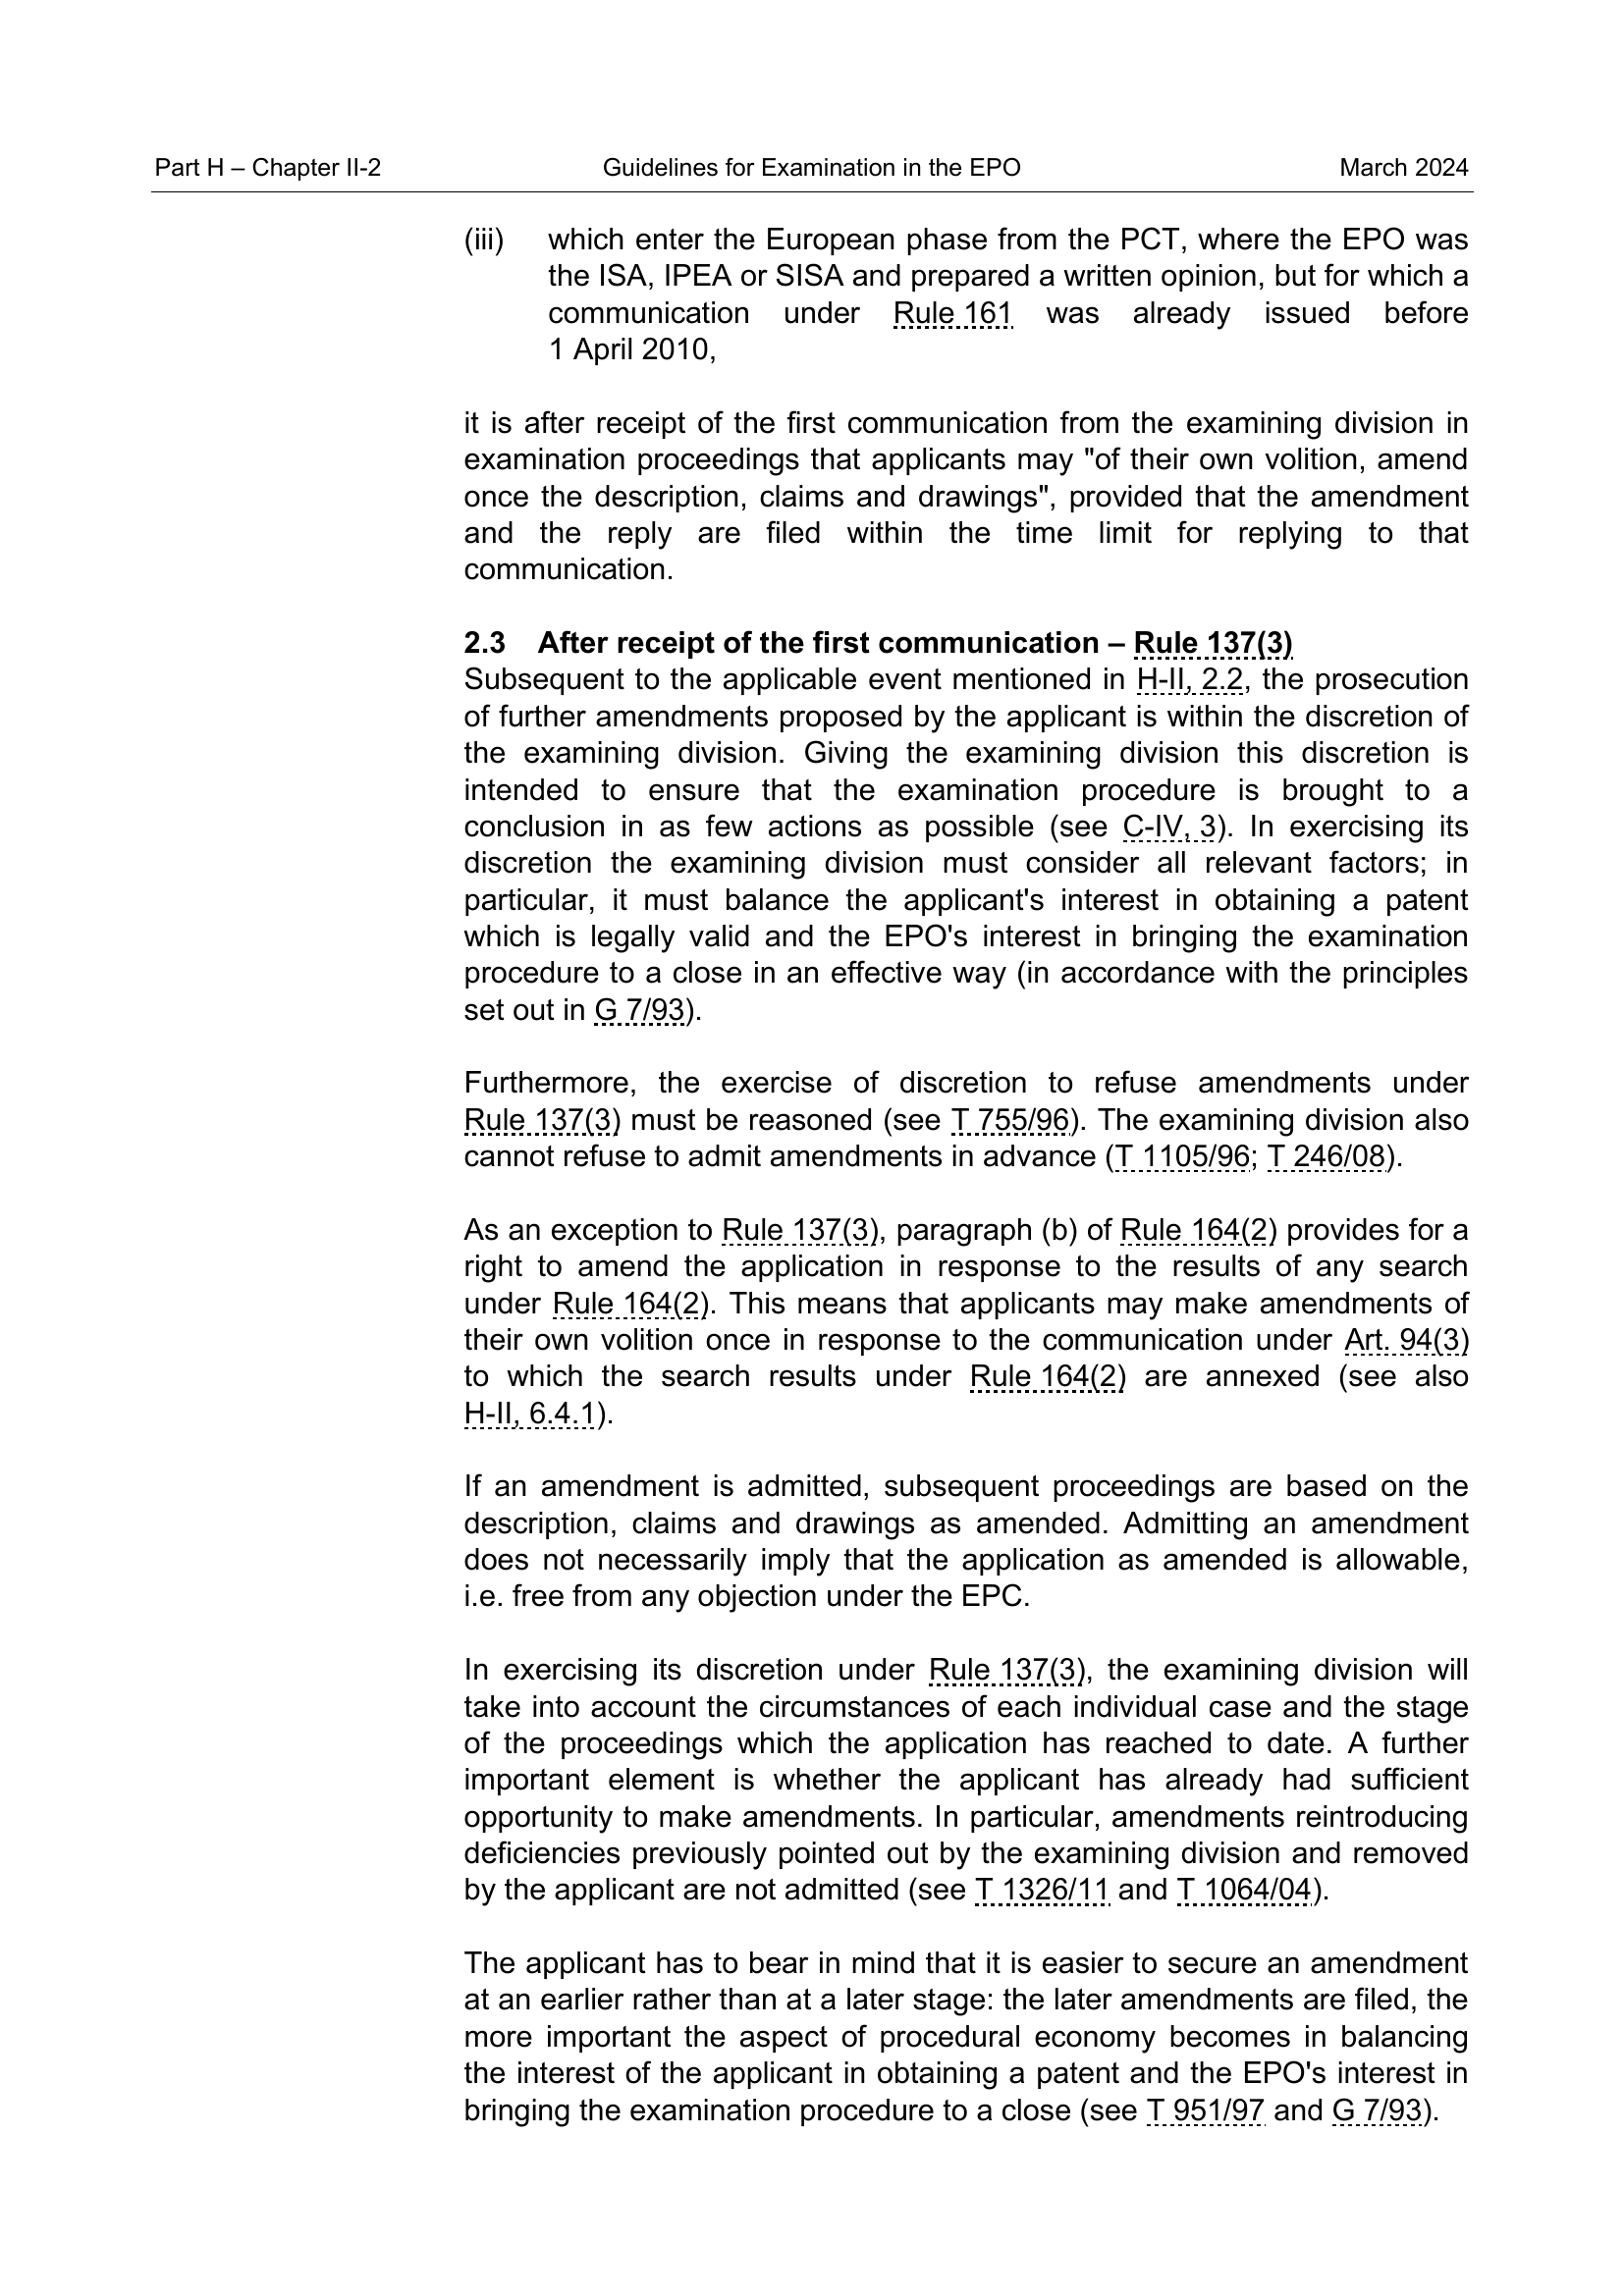 Part H – Chapter II-2 Guidelines for Examination in the EPO March 2024
(iii) which enter the European phase from the PCT, where the EPO was
the ISA, IPEA or SISA and prepared a written opinion, but for which a
communication under Rule 161 was already issued before
1 April 2010,
it is after receipt of the first communication from the examining division in
examination proceedings that applicants may "of their own volition, amend
once the description, claims and drawings", provided that the amendment
and the reply are filed within the time limit for replying to that
communication.
2.3 After receipt of the first communication – Rule 137(3)
Subsequent to the applicable event mentioned in H-II, 2.2, the prosecution
of further amendments proposed by the applicant is within the discretion of
the examining division. Giving the examining division this discretion is
intended to ensure that the examination procedure is brought to a
conclusion in as few actions as possible (see C-IV, 3). In exercising its
discretion the examining division must consider all relevant factors; in
particular, it must balance the applicant's interest in obtaining a patent
which is legally valid and the EPO's interest in bringing the examination
procedure to a close in an effective way (in accordance with the principles
set out in G 7/93).
Furthermore, the exercise of discretion to refuse amendments under
Rule 137(3) must be reasoned (see T 755/96). The examining division also
cannot refuse to admit amendments in advance (T 1105/96; T 246/08).
As an exception to Rule 137(3), paragraph (b) of Rule 164(2) provides for a
right to amend the application in response to the results of any search
under Rule 164(2). This means that applicants may make amendments of
their own volition once in response to the communication under Art. 94(3)
to which the search results under Rule 164(2) are annexed (see also
H-II, 6.4.1).
If an amendment is admitted, subsequent proceedings are based on the
description, claims and drawings as amended. Admitting an amendment
does not necessarily imply that the application as amended is allowable,
i.e. free from any objection under the EPC.
In exercising its discretion under Rule 137(3), the examining division will
take into account the circumstances of each individual case and the stage
of the proceedings which the application has reached to date. A further
important element is whether the applicant has already had sufficient
opportunity to make amendments. In particular, amendments reintroducing
deficiencies previously pointed out by the examining division and removed
by the applicant are not admitted (see T 1326/11 and T 1064/04).
The applicant has to bear in mind that it is easier to secure an amendment
at an earlier rather than at a later stage: the later amendments are filed, the
more important the aspect of procedural economy becomes in balancing
the interest of the applicant in obtaining a patent and the EPO's interest in
bringing the examination procedure to a close (see T 951/97 and G 7/93).